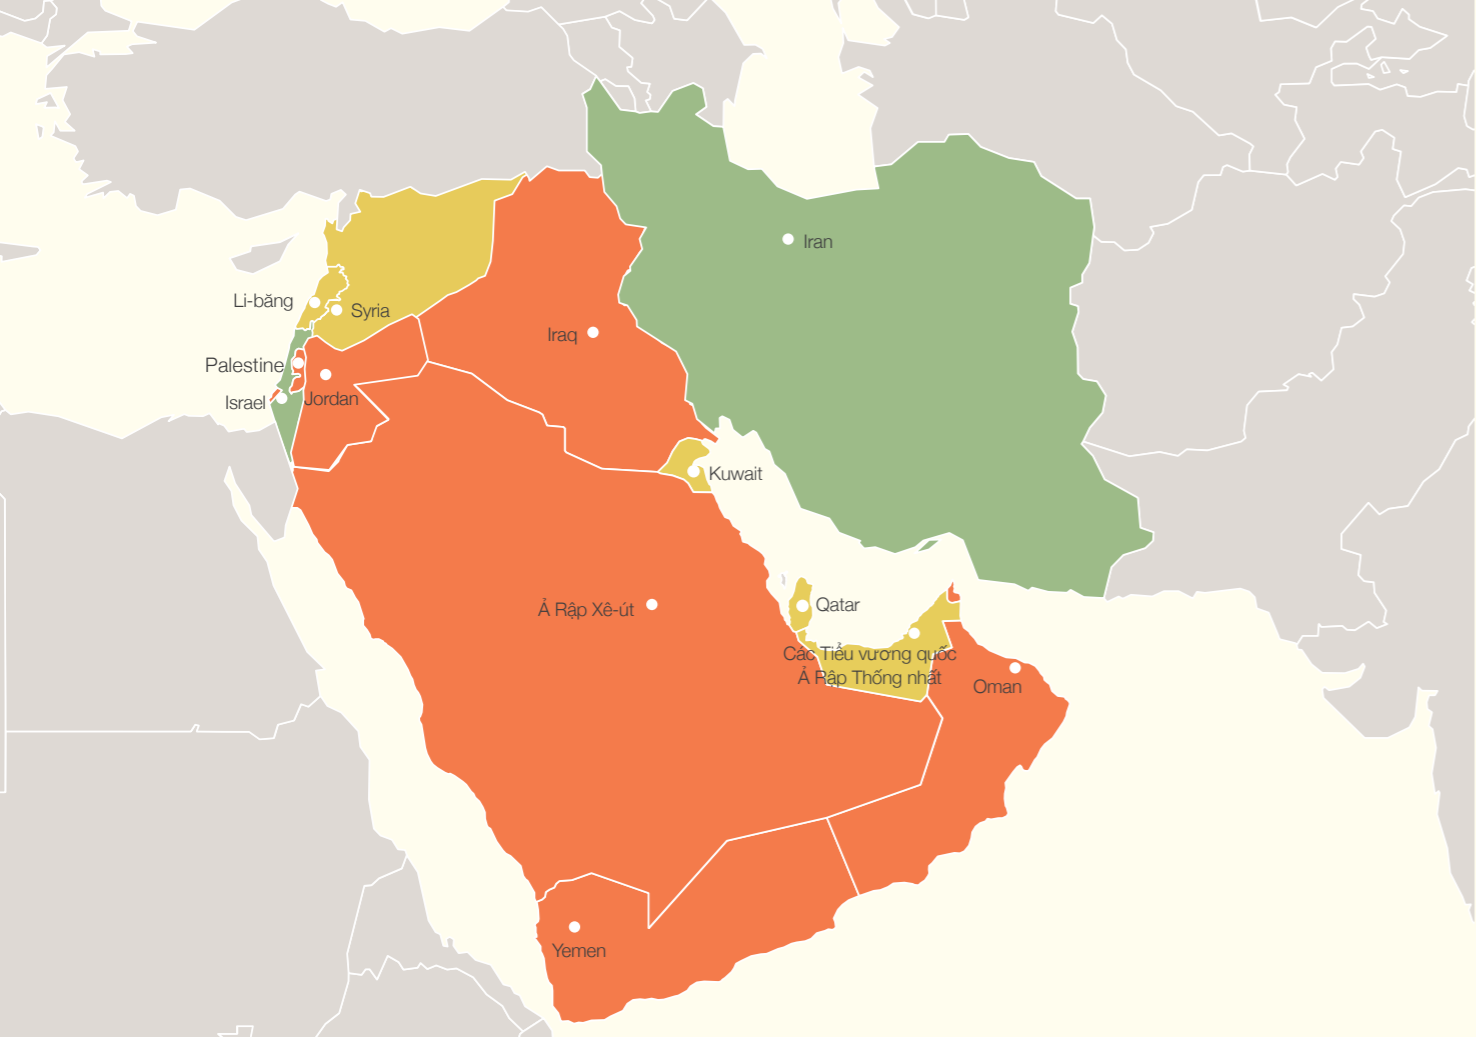 Iran
Li-băng
Syria
Iraq
Palestine
Jordan
Israel
Kuwait
Ả Rập Xê-út
Qatar
Các Tiểu vương quốc
Ả Rập Thống nhất
Oman
Yemen